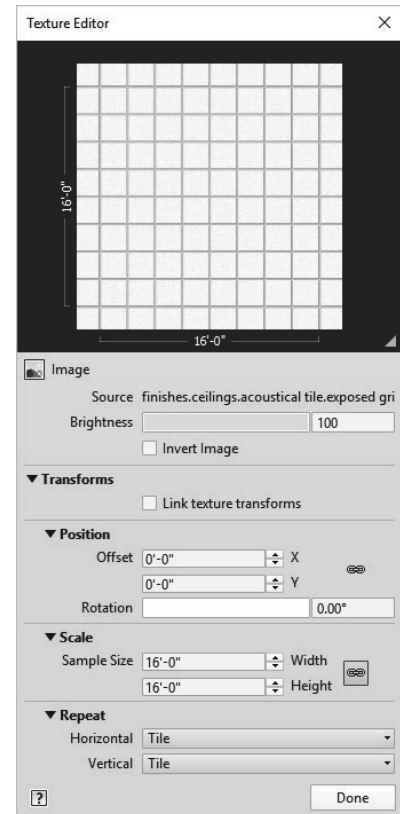 Texture Editor
16'-0"
16'-0"
Image
Source finishes.ceilings.acoustical tile.exposed gri
Brightness 100
Invert Image
Transforms
Link texture transforms
Position
Offset 0'-0" X
0'-0" Y
Rotation 0.00°
Scale
Sample Size 16'-0" Width
16'-0" Height
Repeat
Horizontal Tile
Vertical Tile
? Done